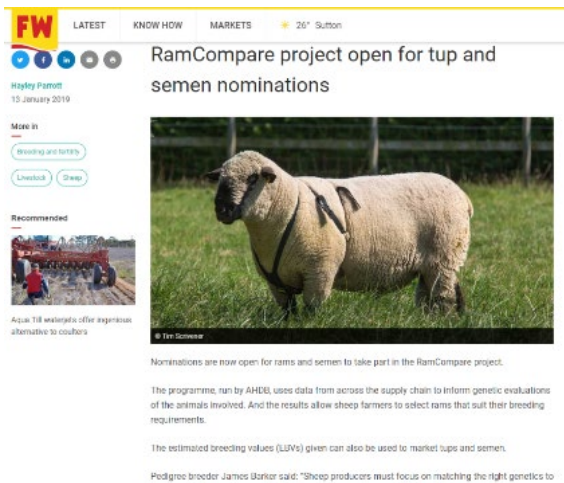 FW
LATEST KNOW HOW MARKETS 26° Sutton
RamCompare project open for tup and
semen nominations
Hayley Parrott
13 January 2019
More in
Breeding and fertility
Livestock Sheep
Recommended
Aqua Till waterjets offer ingenious
alternative to coulters
© Tim Scrivener
Nominations are now open for rams and semen to take part in the RamCompare project.
The programme, run by AHDB, uses data from across the supply chain to inform genetic evaluations
of the animals involved. And the results allow sheep farmers to select rams that suit their breeding
requirements.
The estimated breeding values (EBVs) given can also be used to market tups and semen.
Pedigree breeder James Barker said: "Sheep producers must focus on matching the right genetics to